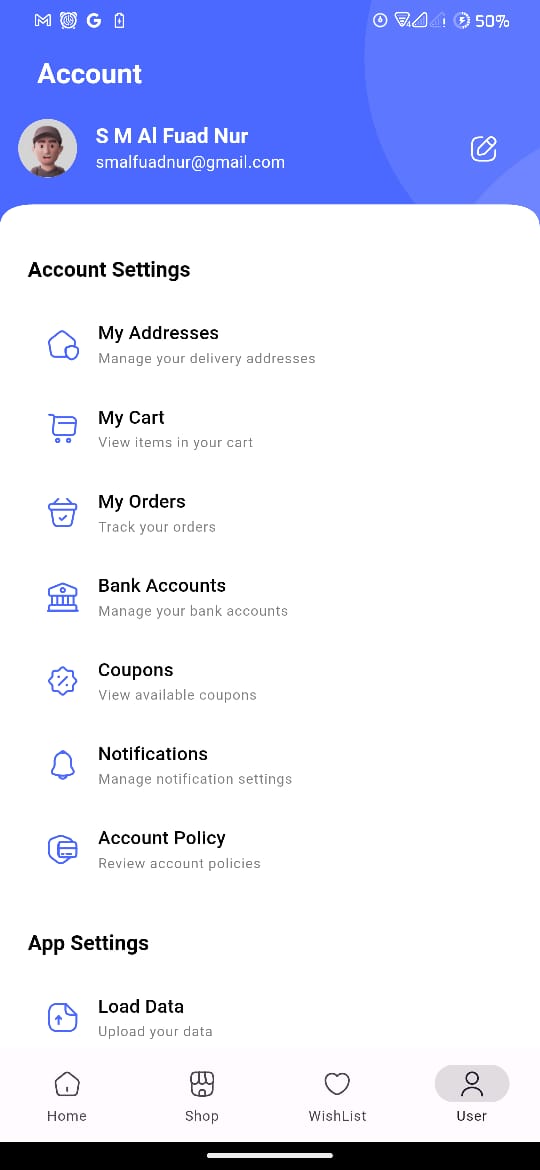 50%
Account
S M Al Fuad Nur
smalfuadnur@gmail.com
Account Settings
My Addresses
Manage your delivery addresses
My Cart
View items in your cart
My Orders
Track your orders
Bank Accounts
Manage your bank accounts
Coupons
View available coupons
Notifications
Manage notification settings
Account Policy
Review account policies
App Settings
Load Data
Upload your data
Home
Shop
WishList
User